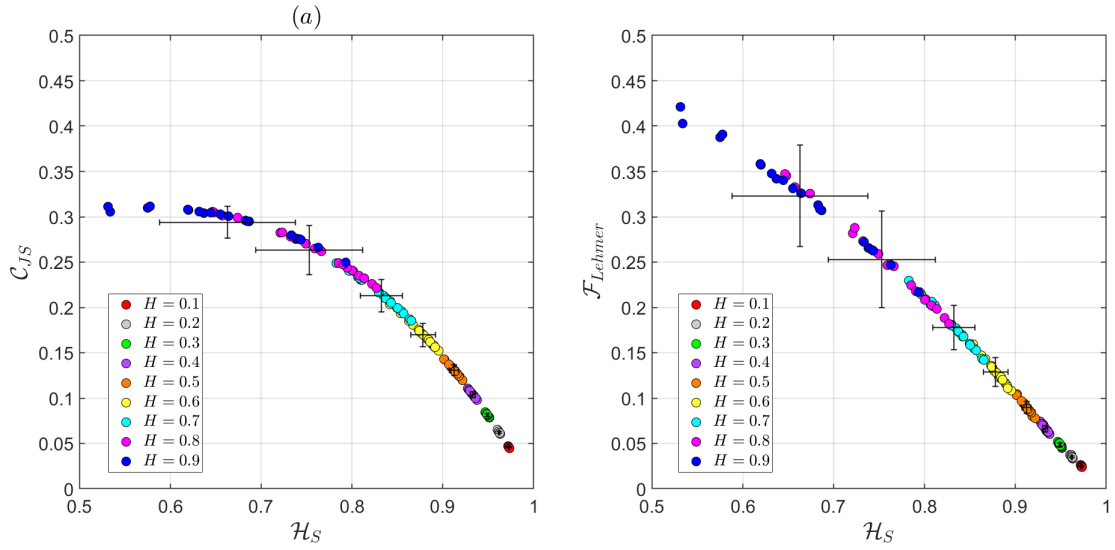 (a)
0.5
0.45
0.4
0.35
0.3
0.25
0.2
0.15
0.1
0.05
0
C_JS
H = 0.1
H = 0.2
H = 0.3
H = 0.4
H = 0.5
H = 0.6
H = 0.7
H = 0.8
H = 0.9
0.5 0.6 0.7 0.8 0.9 1
H_S
0.5
0.45
0.4
0.35
0.3
0.25
0.2
0.15
0.1
0.05
0
F_Lehmer
H = 0.1
H = 0.2
H = 0.3
H = 0.4
H = 0.5
H = 0.6
H = 0.7
H = 0.8
H = 0.9
0.5 0.6 0.7 0.8 0.9 1
H_S